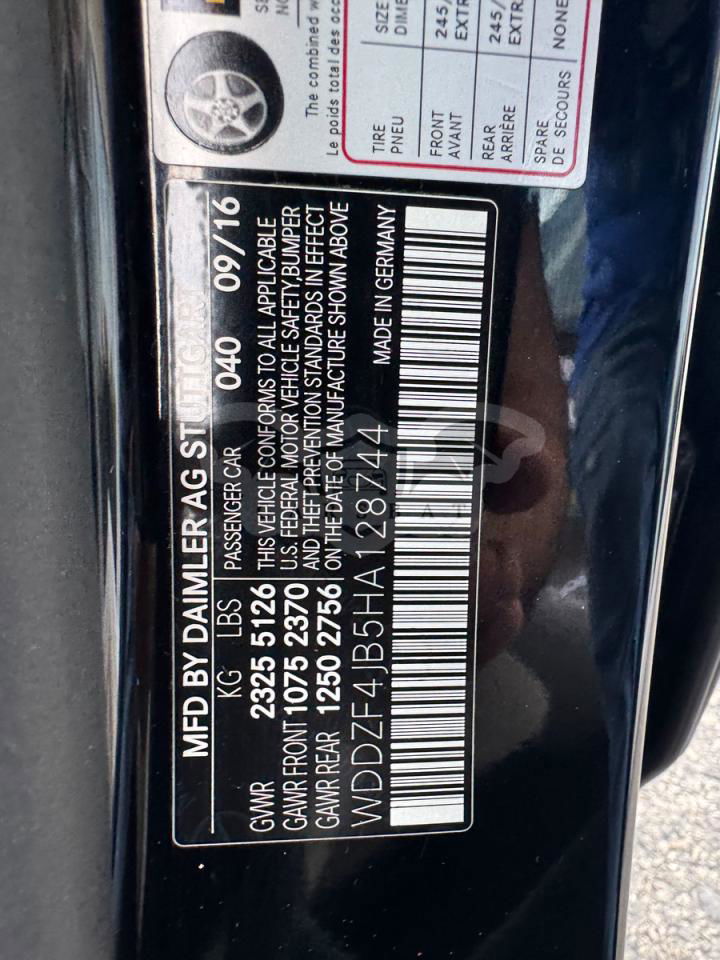 MFD BY DAIMLER AG STUTTGART
KG LBS
GVWR 2325 5126
GAWR FRONT 1075 2370
GAWR REAR 1250 2756
PASSENGER CAR 040 09/16
THIS VEHICLE CONFORMS TO ALL APPLICABLE
U.S. FEDERAL MOTOR VEHICLE SAFETY,BUMPER
AND THEFT PREVENTION STANDARDS IN EFFECT
ON THE DATE OF MANUFACTURE SHOWN ABOVE
WDDZF4JB5HA128744
MADE IN GERMANY
The combined
Le poids total des
TIRE
PNEU
SIZE
FRONT
AVANT
245/
EXTR
REAR
ARRIÈRE
245/
EXTR
SPARE
DE SECOURS
NONE